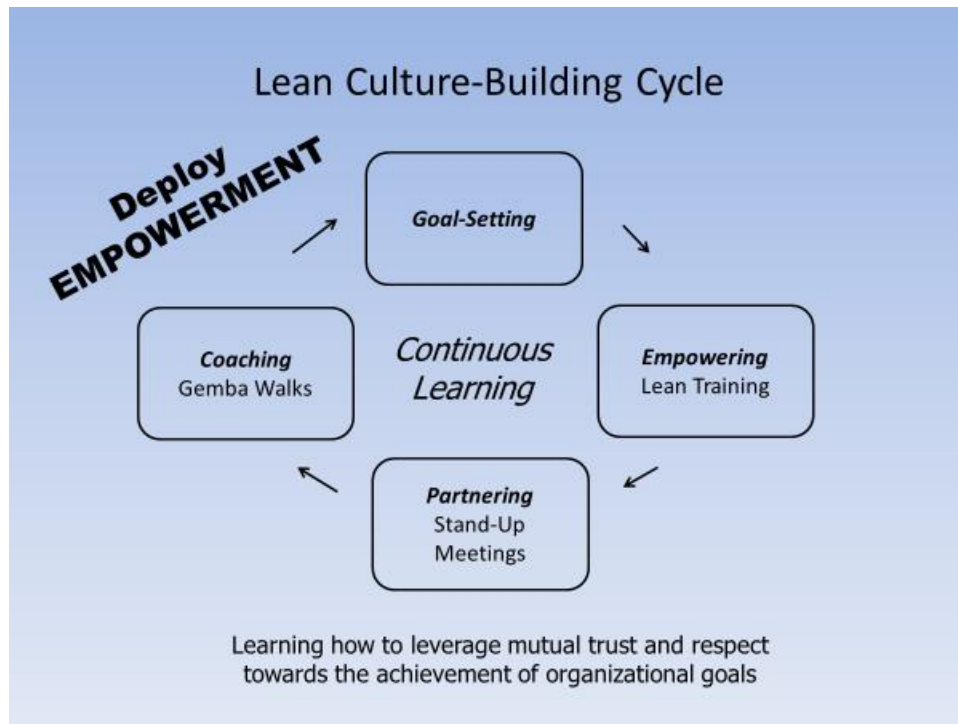 Lean Culture-Building Cycle
Deploy
EMPOWERMENT
Goal-Setting
Coaching
Gemba Walks
Continuous
Learning
Empowering
Lean Training
Partnering
Stand-Up
Meetings
Learning how to leverage mutual trust and respect
towards the achievement of organizational goals